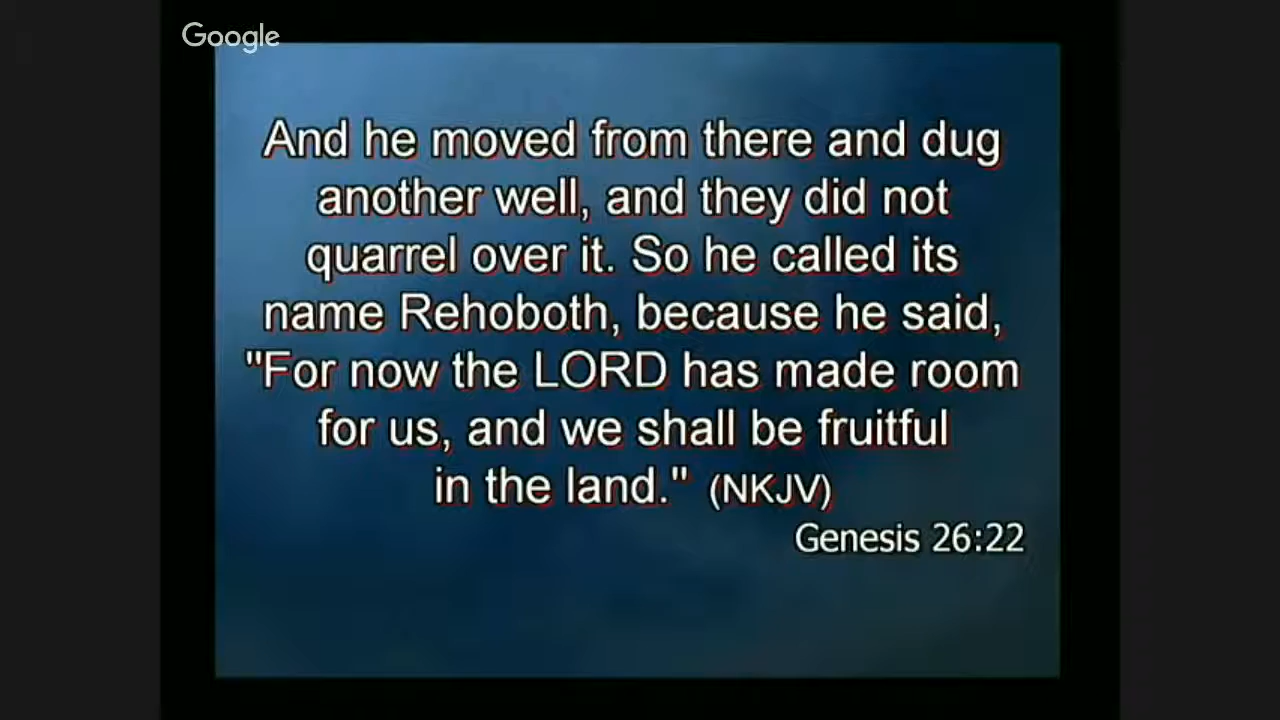 Google
And he moved from there and dug
another well, and they did not
quarrel over it. So he called its
name Rehoboth, because he said,
"For now the LORD has made room
for us, and we shall be fruitful
in the land." (NKJV)
Genesis 26:22